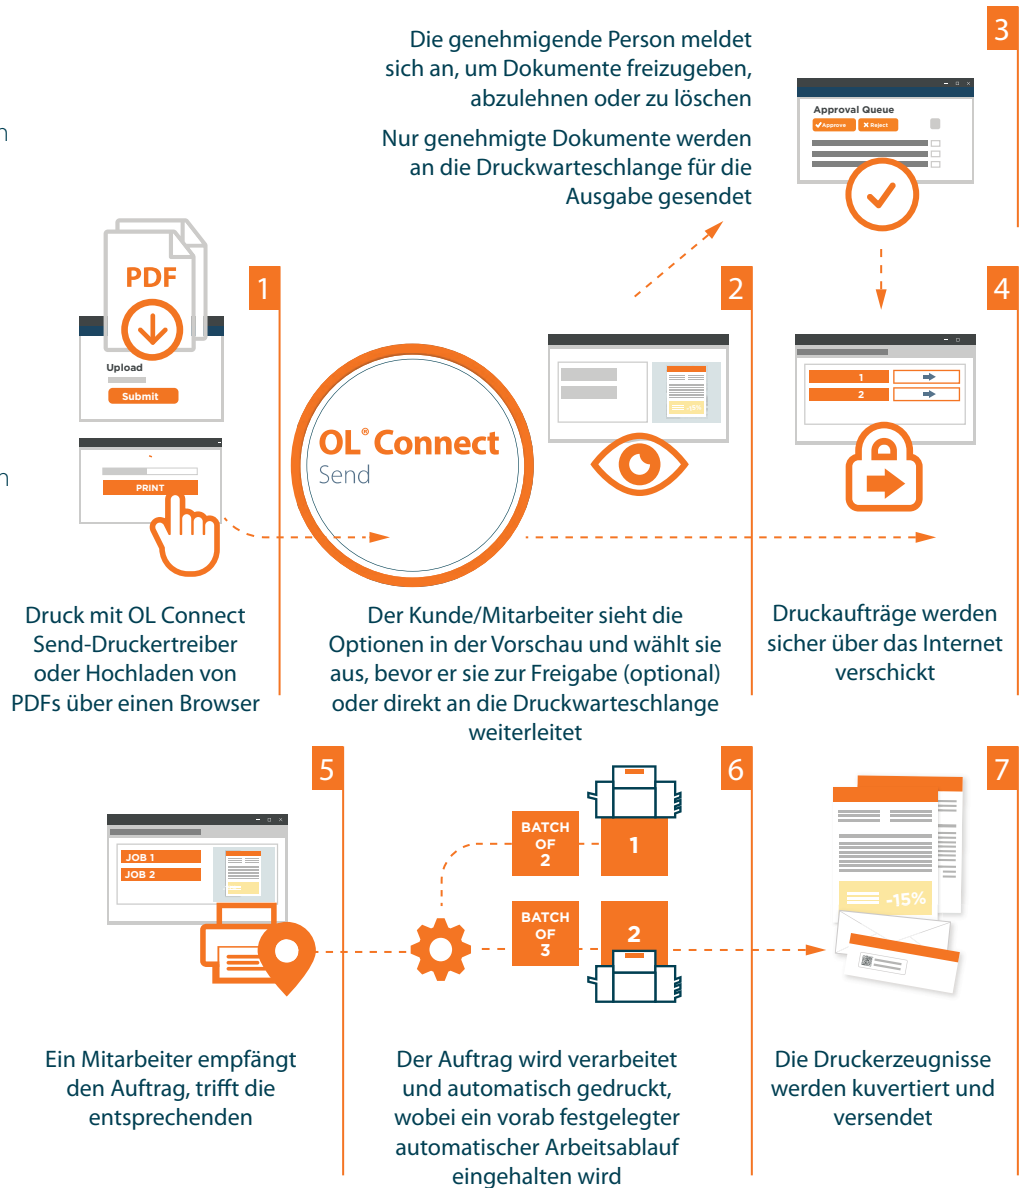 3
Die genehmigende Person meldet
sich an, um Dokumente freizugeben,
abzulehnen oder zu löschen
Nur genehmigte Dokumente werden
an die Druckwarteschlange für die
Ausgabe gesendet
Approval Queue
Approve
Reject
n
1
PDF
Upload
Submit
PRINT
n
Druck mit OL Connect
Send-Druckertreiber
oder Hochladen von
PDFs über einen Browser
2
OL® Connect
Send
-15%
Der Kunde/Mitarbeiter sieht die
Optionen in der Vorschau und wählt sie
aus, bevor er sie zur Freigabe (optional)
oder direkt an die Druckwarteschlange
weiterleitet
4
1
2
Druckaufträge werden
sicher über das Internet
verschickt
5
JOB 1
JOB 2
Ein Mitarbeiter empfängt
den Auftrag, trifft die
entsprechenden
6
BATCH
OF
2
1
BATCH
OF
3
2
Der Auftrag wird verarbeitet
und automatisch gedruckt,
wobei ein vorab festgelegter
automatischer Arbeitsablauf
eingehalten wird
7
-15%
Die Druckerzeugnisse
werden kuvertiert und
versendet